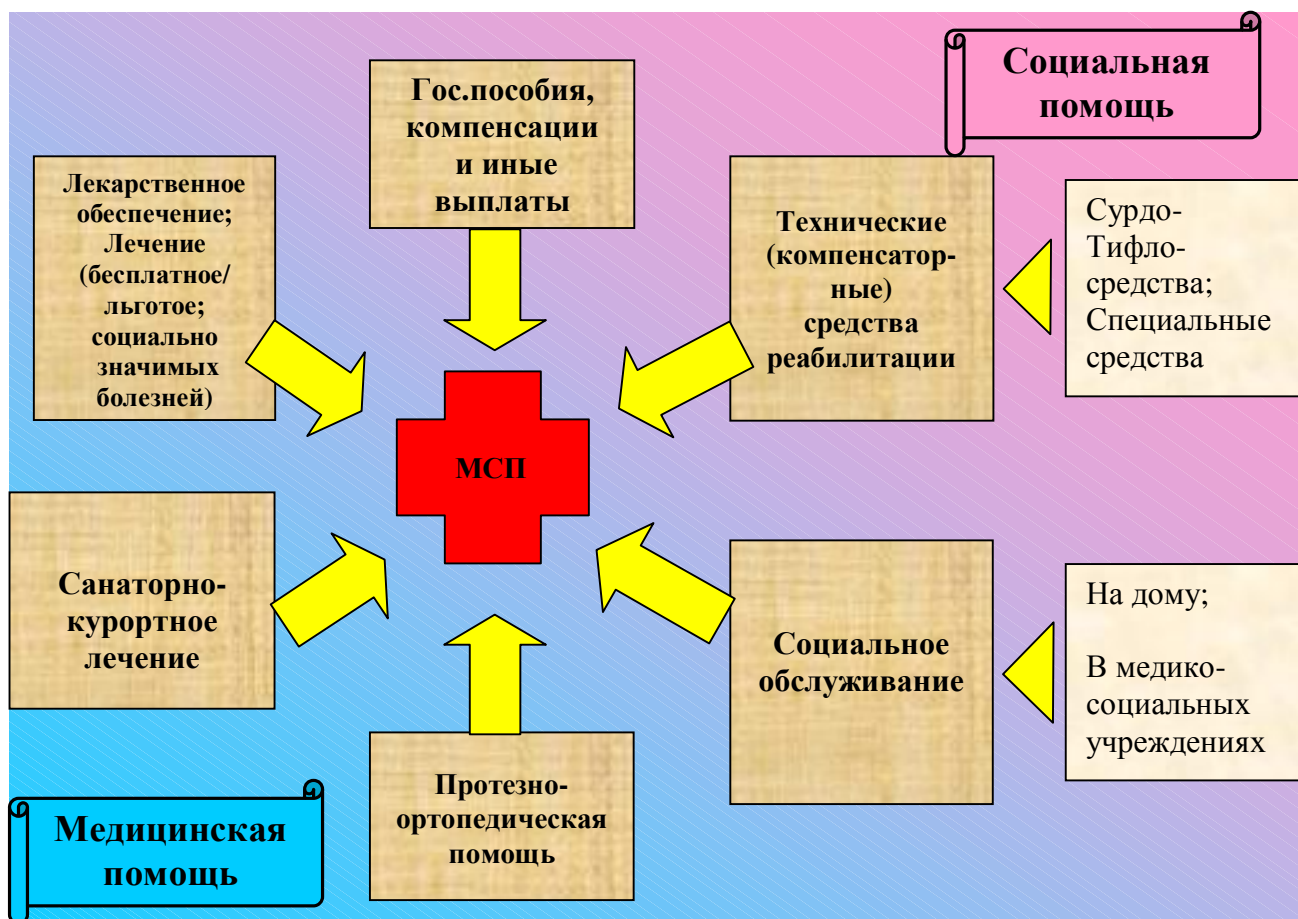 Социальная
помощь
Гос.пособия,
компенсации
и иные
выплаты
Лекарственное
обеспечение;
Лечение
(бесплатное/
льготое;
социально
значимых
болезней)
Технические
(компенсатор-
ные)
средства
реабилитации
Сурдо-
Тифло-
средства;
Специальные
средства
МСП
Санаторно-
курортное
лечение
Социальное
обслуживание
На дому;
В медико-
социальных
учреждениях
Протезно-
ортопедическая
помощь
Медицинская
помощь